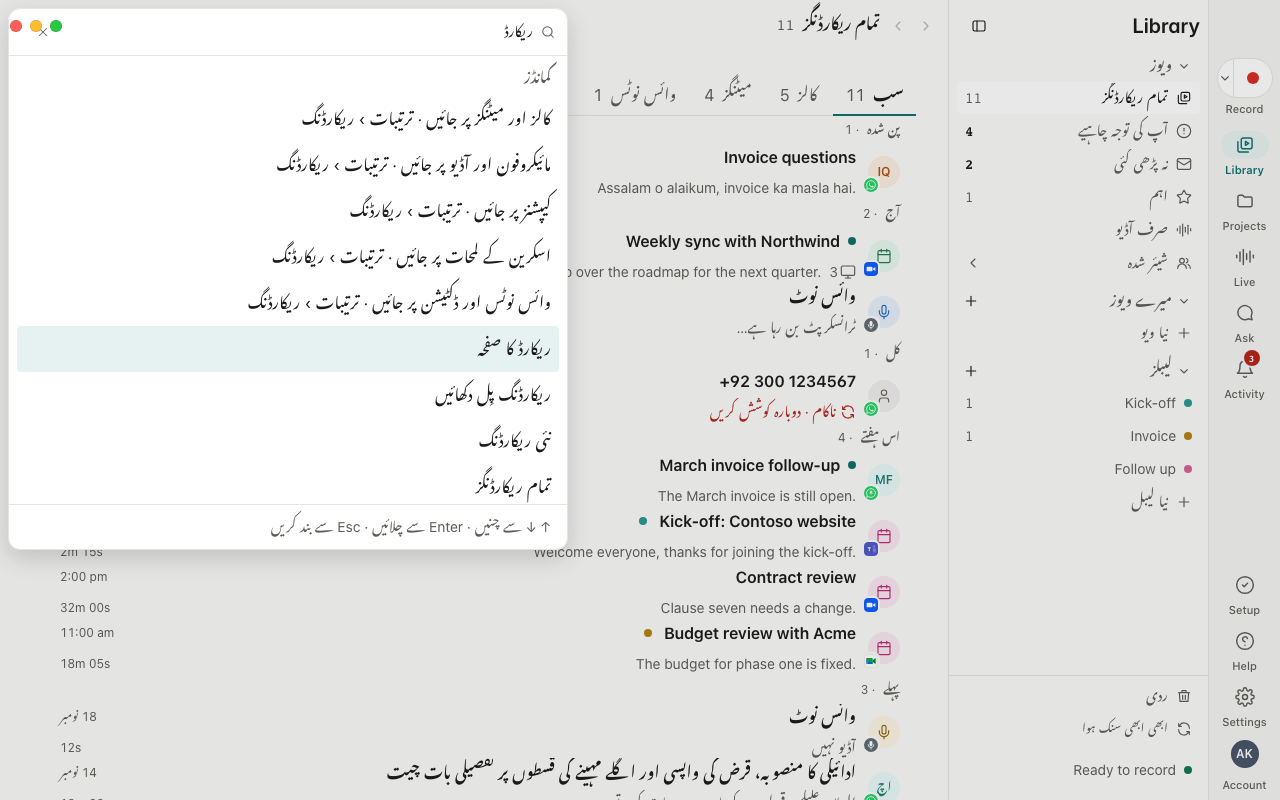 ریکارڈ
کمانڈز
کالز اور میٹنگز پر جائیں · ترتیبات › ریکارڈنگ
مائیکروفون اور آڈیو پر جائیں · ترتیبات › ریکارڈنگ
کیپشنز پر جائیں · ترتیبات › ریکارڈنگ
اسکرین کے لمحات پر جائیں · ترتیبات › ریکارڈنگ
وائس نوٹس اور ڈکٹیشن پر جائیں · ترتیبات › ریکارڈنگ
ریکارڈ کا صفحہ
ریکارڈنگ پِل دکھائیں
نئی ریکارڈنگ
تمام ریکارڈنگز
↑ ↓ سے چنیں · Enter سے چلائیں · Esc سے بند کریں
Record
Library
Projects
Live
Ask
3
Activity
Setup
Help
Settings
AK
Account
Library
ویوز
تمام ریکارڈنگز 11
آپ کی توجہ چاہیے 4
نہ پڑھی گئی 2
اہم 1
صرف آڈیو
شیئر شدہ
میرے ویوز
نیا ویو
لیبلز
Kick-off 1
Invoice 1
Follow up
نیا لیبل
ردی
ابھی ابھی سنک ہوا
Ready to record
تمام ریکارڈنگز 11
سب 11 کالز 5 میٹنگز 4 وائس نوٹس 1
پن شدہ · 1
IQ
Invoice questions
Assalam o alaikum, invoice ka masla hai.
آج · 2
Weekly sync with Northwind
o over the roadmap for the next quarter. 3
وائس نوٹ
ٹرانسکرپٹ بن رہا ہے...
کل · 1
+92 300 1234567
ناکام · دوبارہ کوشش کریں
اس ہفتے · 4
MF
March invoice follow-up
The March invoice is still open.
Kick-off: Contoso website
Welcome everyone, thanks for joining the kick-off.
2m 15s
Contract review
2:00 pm
Clause seven needs a change.
32m 00s
Budget review with Acme
11:00 am
The budget for phase one is fixed.
18m 05s
پہلے · 3
وائس نوٹ
18 نومبر
آڈیو نہیں
12s
اچ
ادائیگی کا منصوبہ، قرض کی واپسی اور اگلے مہینے کی قسطوں پر تفصیلی بات چیت
14 نومبر